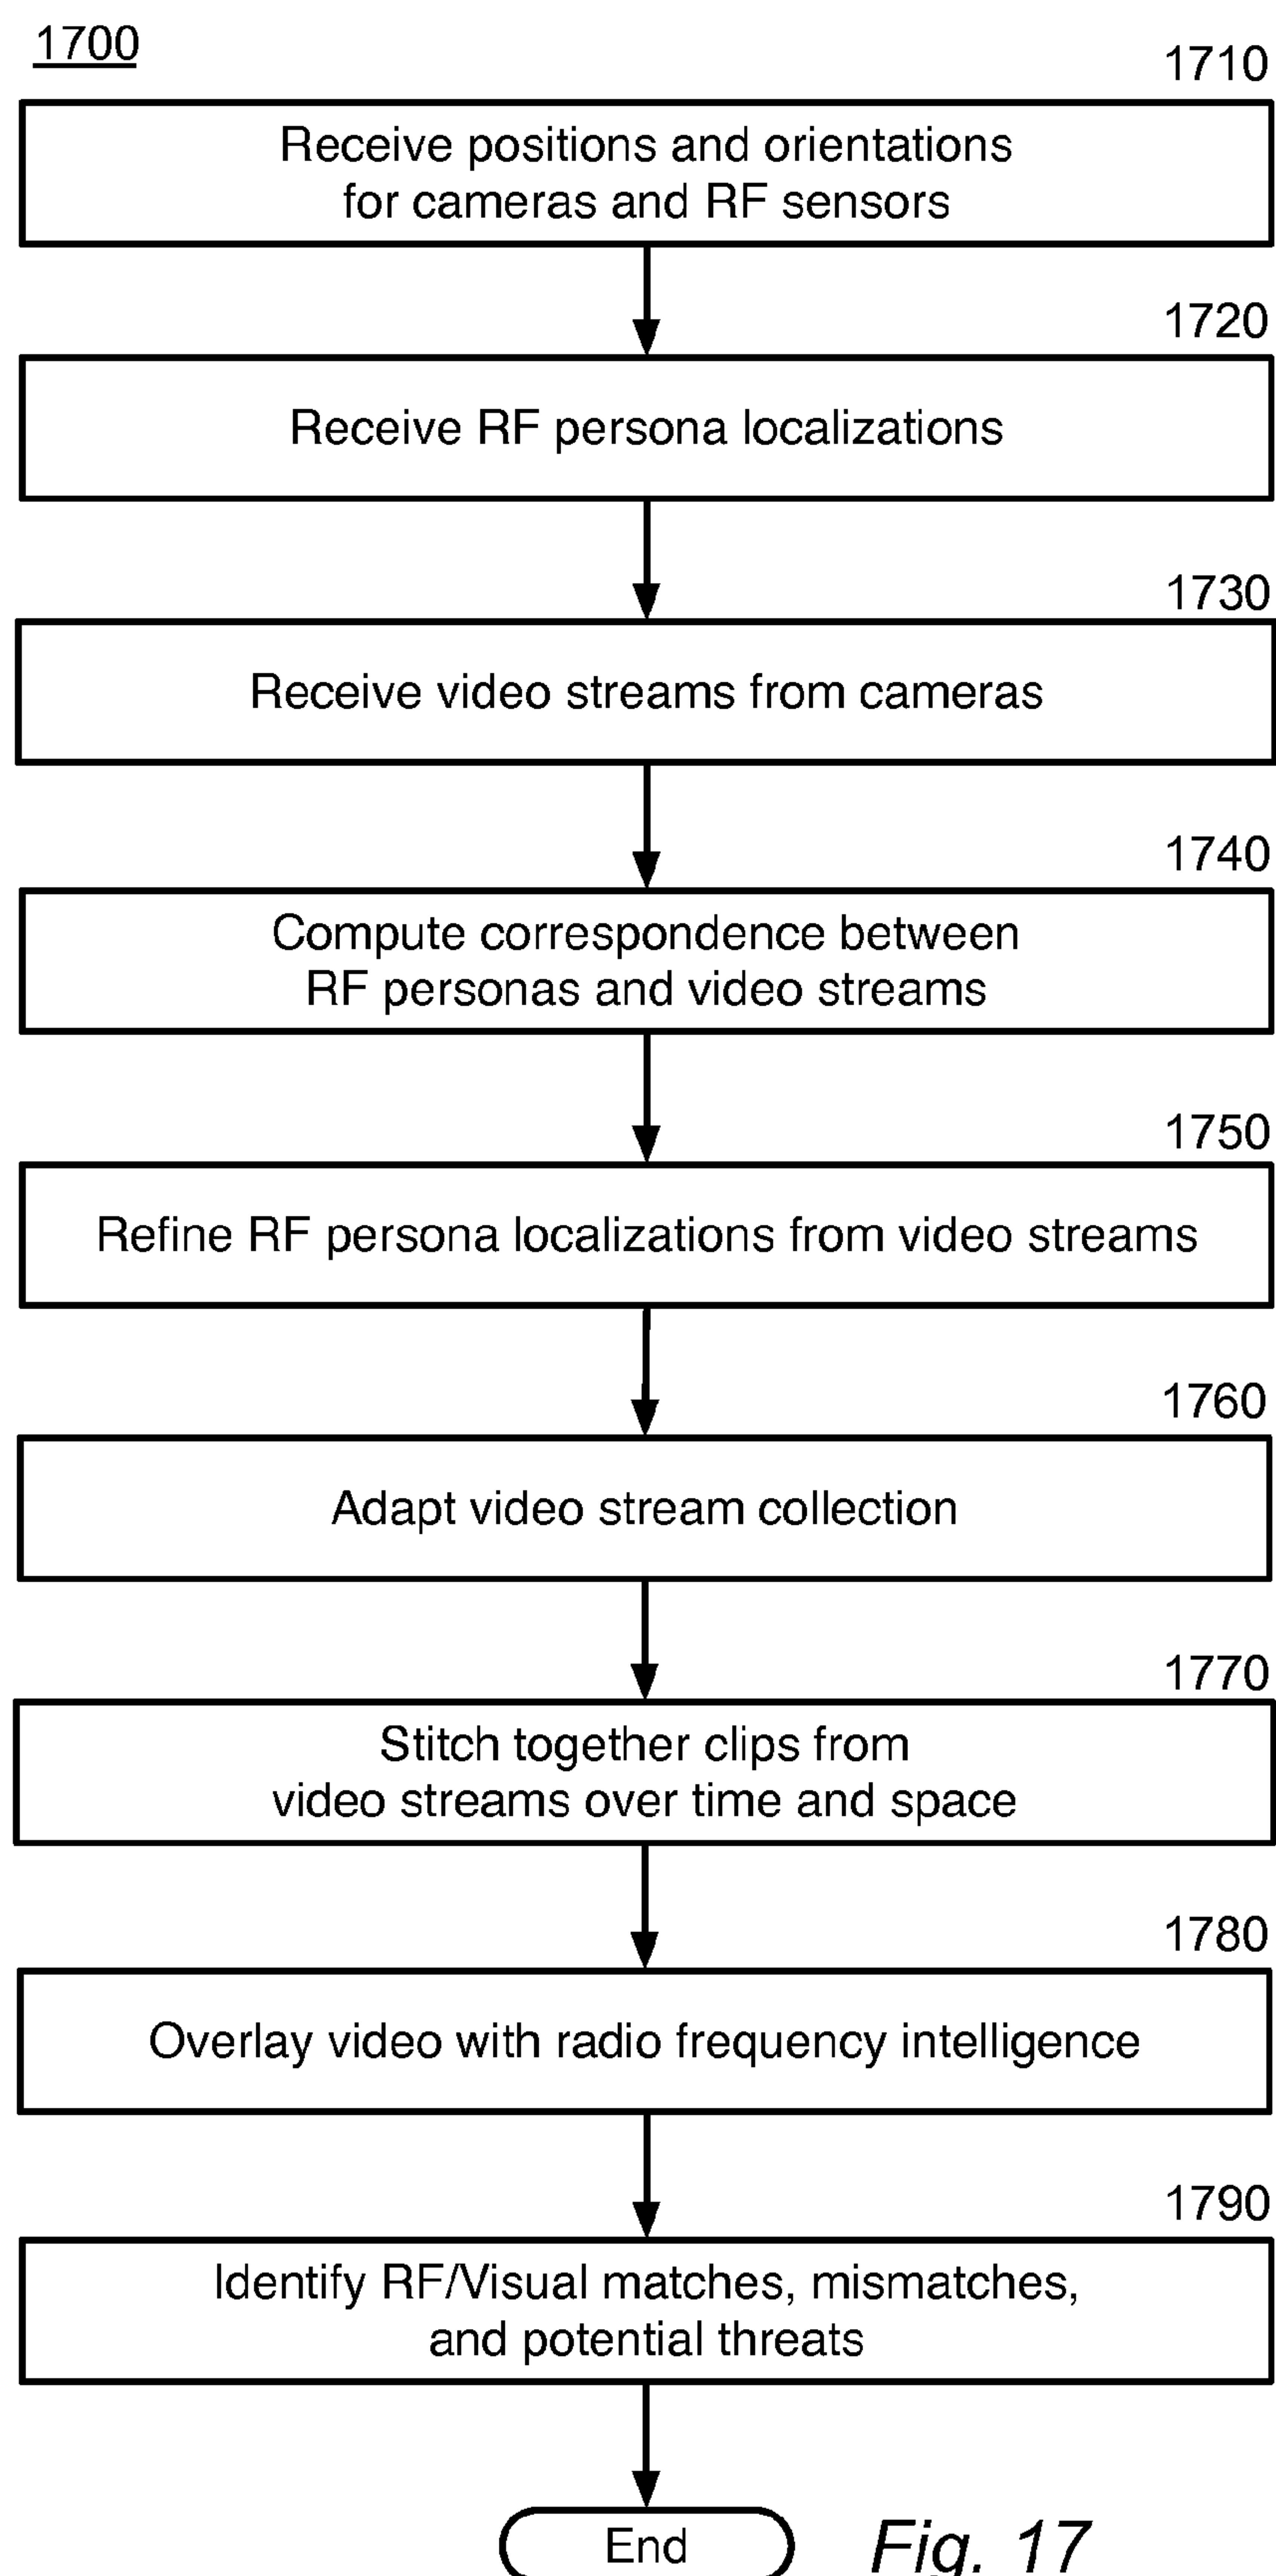 1700
1710
Receive positions and orientations
for cameras and RF sensors
1720
Receive RF persona localizations
1730
Receive video streams from cameras
1740
Compute correspondence between
RF personas and video streams
1750
Refine RF persona localizations from video streams
1760
Adapt video stream collection
1770
Stitch together clips from
video streams over time and space
1780
Overlay video with radio frequency intelligence
1790
Identify RF/Visual matches, mismatches,
and potential threats
End
Fig. 17